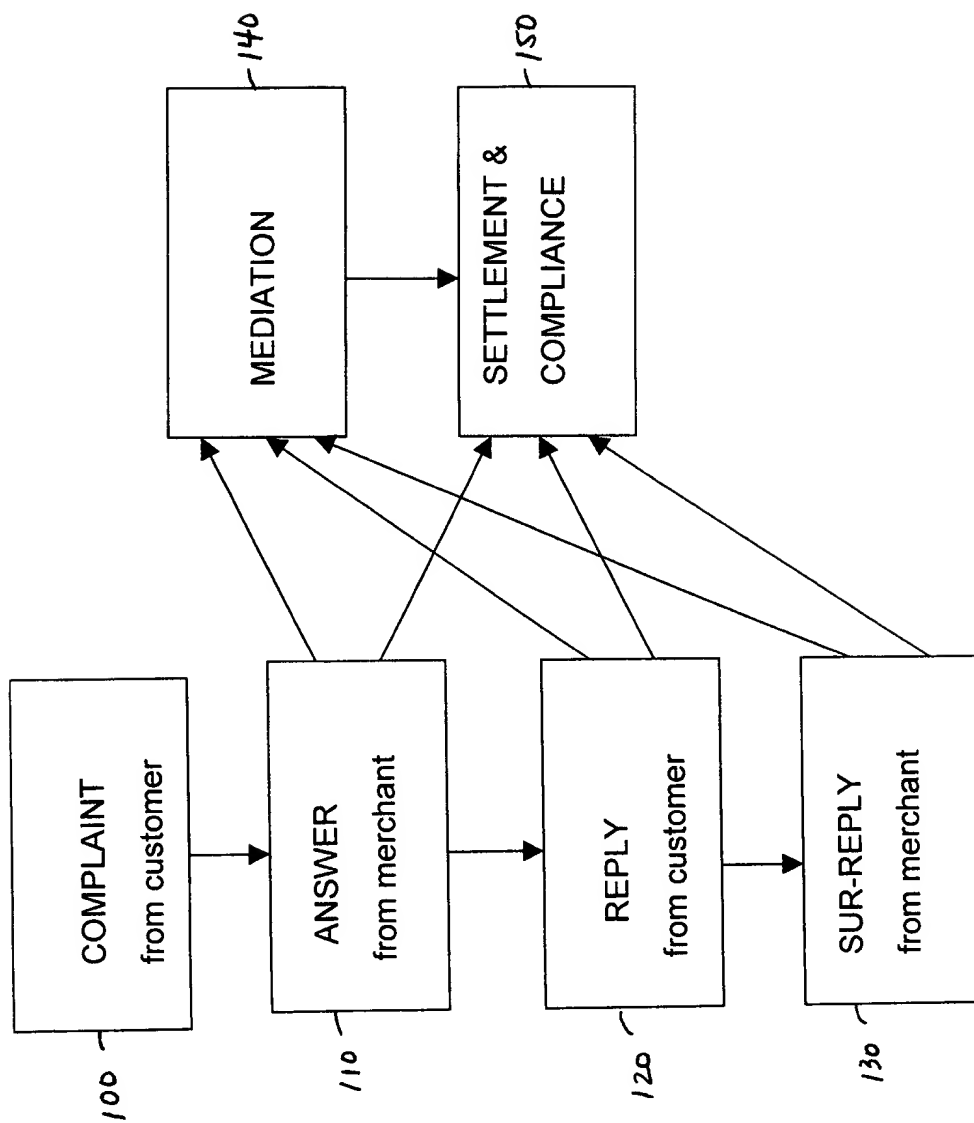 100
COMPLAINT
from customer
110
ANSWER
from merchant
120
REPLY
from customer
130
SUR-REPLY
from merchant
140
MEDIATION
150
SETTLEMENT &
COMPLIANCE